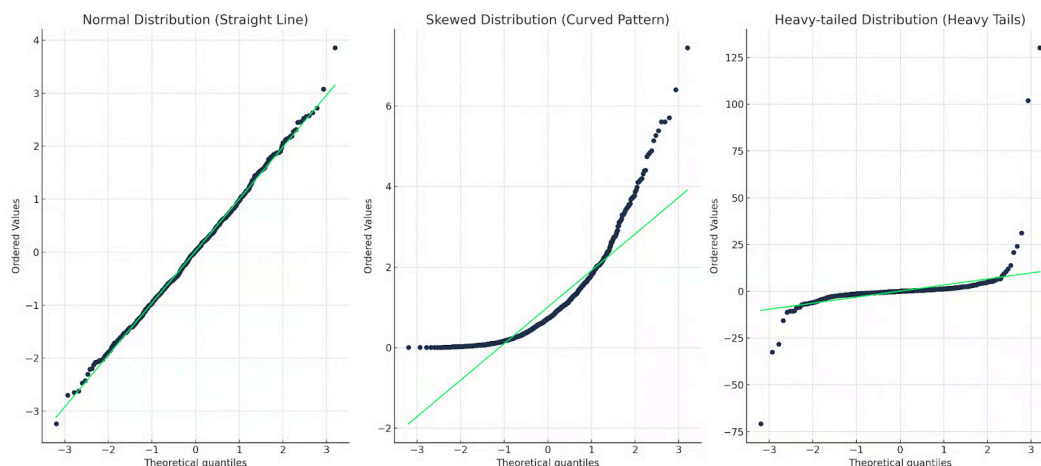 Normal Distribution (Straight Line)
4
3
2
1
0
−1
−2
−3
Ordered Values
−3 −2 −1 0 1 2 3
Theoretical quantiles
Skewed Distribution (Curved Pattern)
6
4
2
0
−2
Ordered Values
−3 −2 −1 0 1 2 3
Theoretical quantiles
Heavy-tailed Distribution (Heavy Tails)
125
100
75
50
25
0
−25
−50
−75
Ordered Values
−3 −2 −1 0 1 2 3
Theoretical quantiles